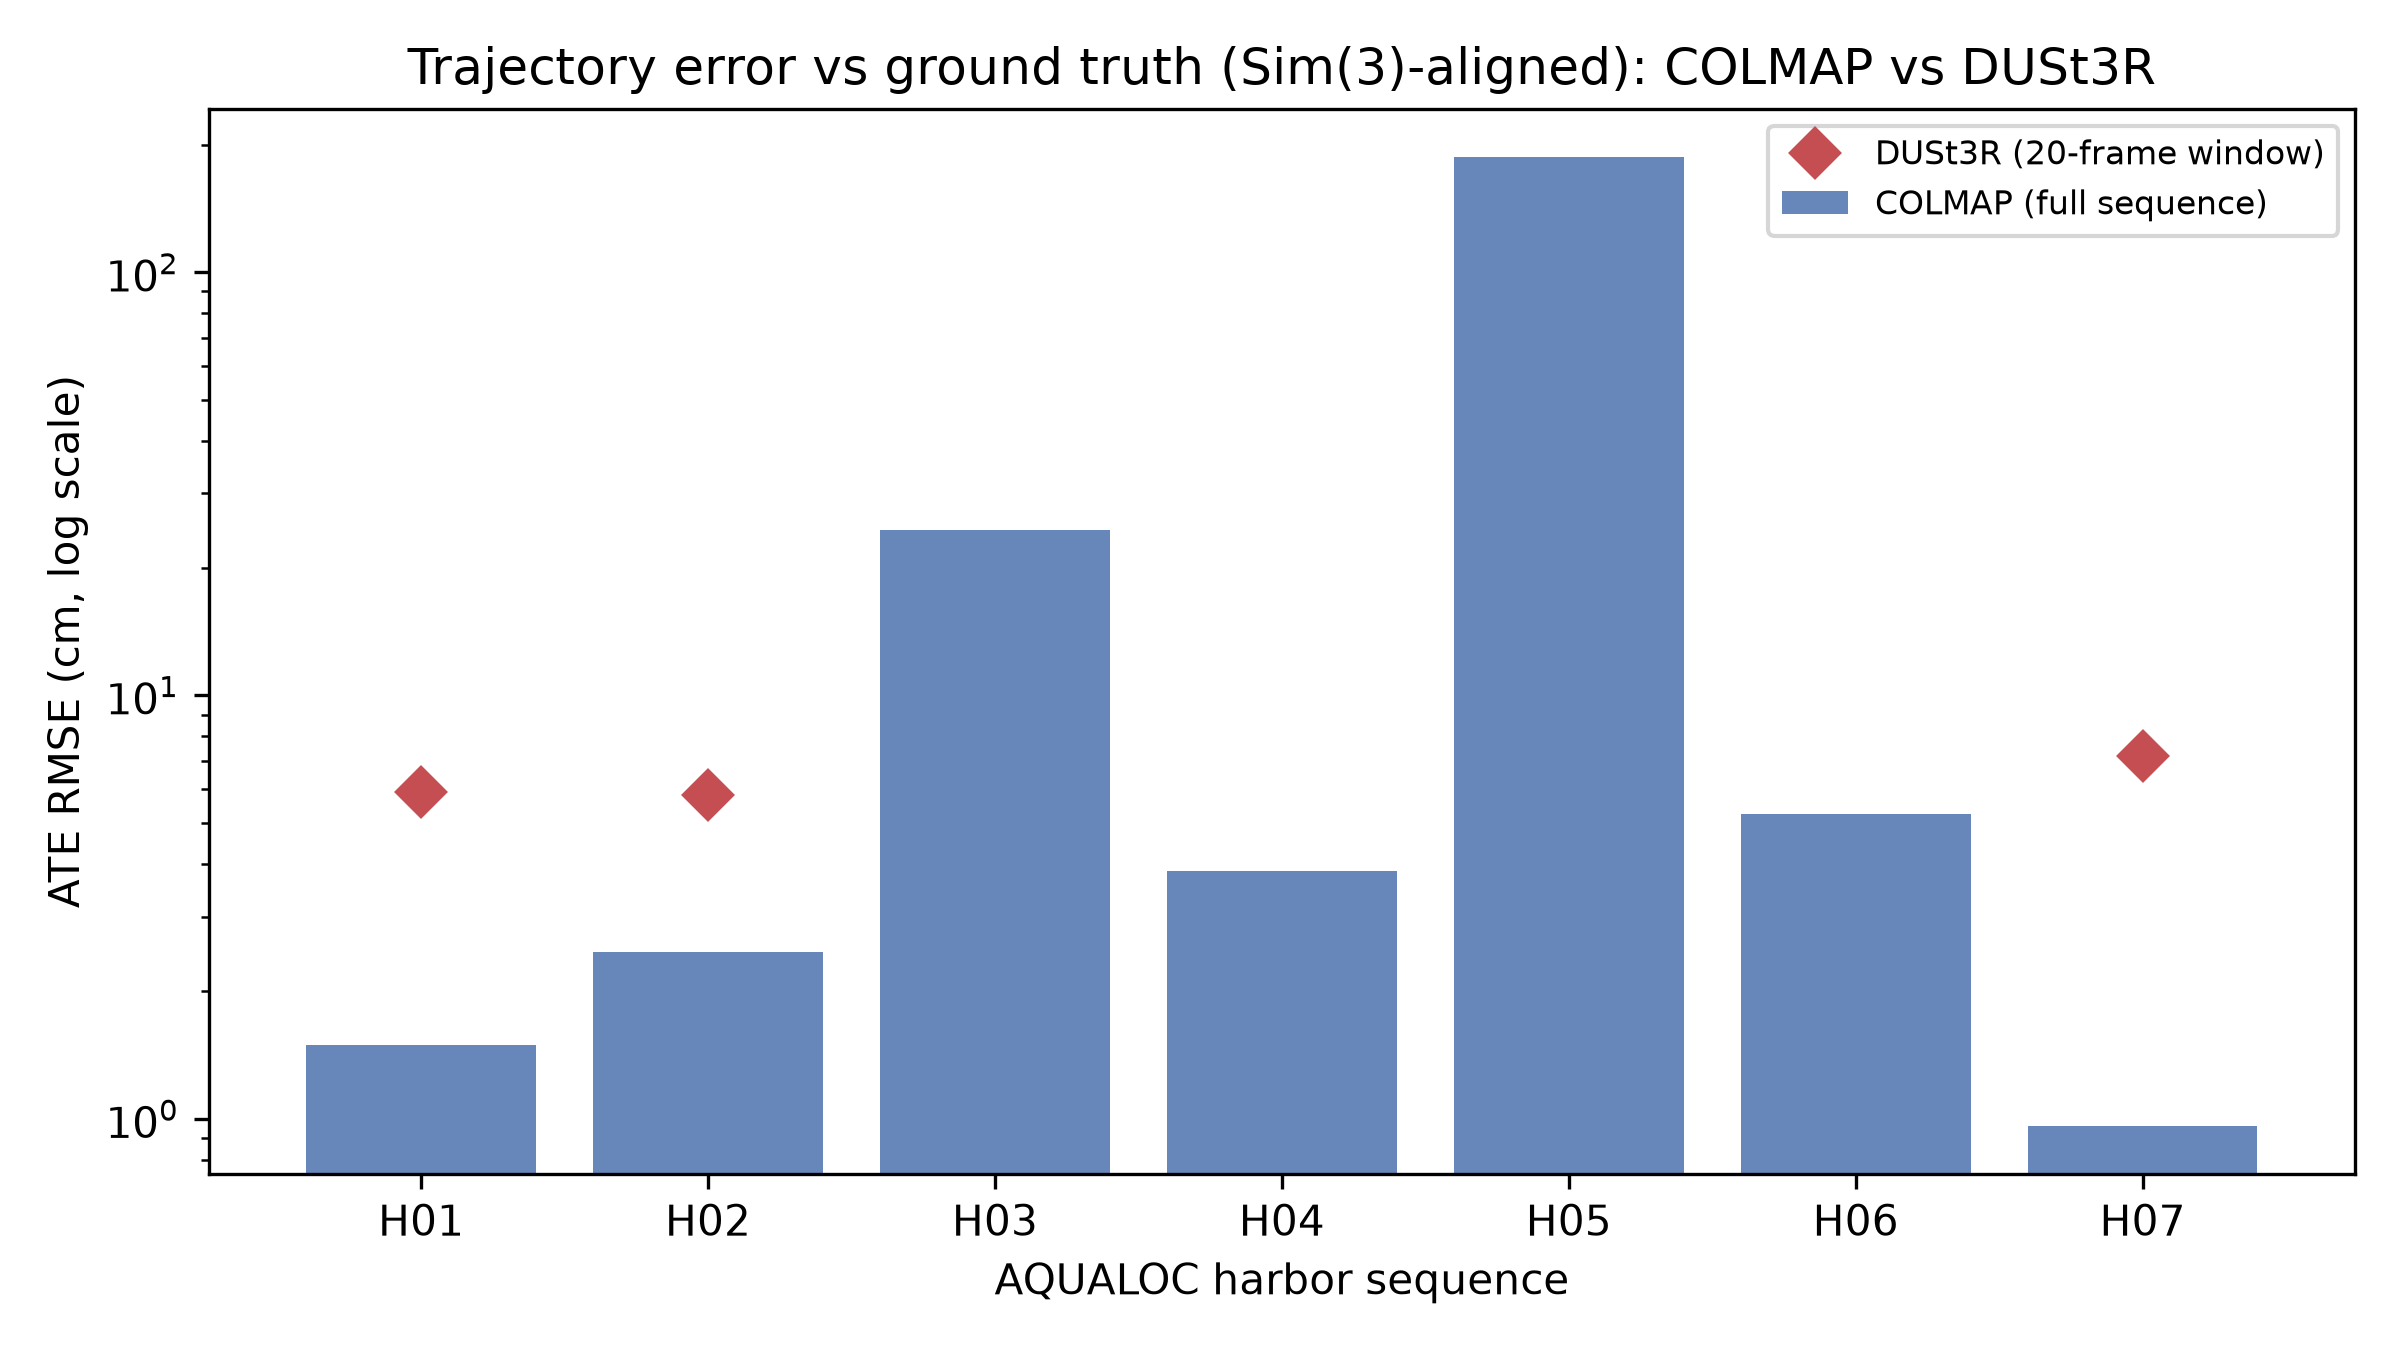 Trajectory error vs ground truth (Sim(3)-aligned): COLMAP vs DUSt3R
DUSt3R (20-frame window)
COLMAP (full sequence)
ATE RMSE (cm, log scale)
10²
10¹
10⁰
H01 H02 H03 H04 H05 H06 H07
AQUALOC harbor sequence